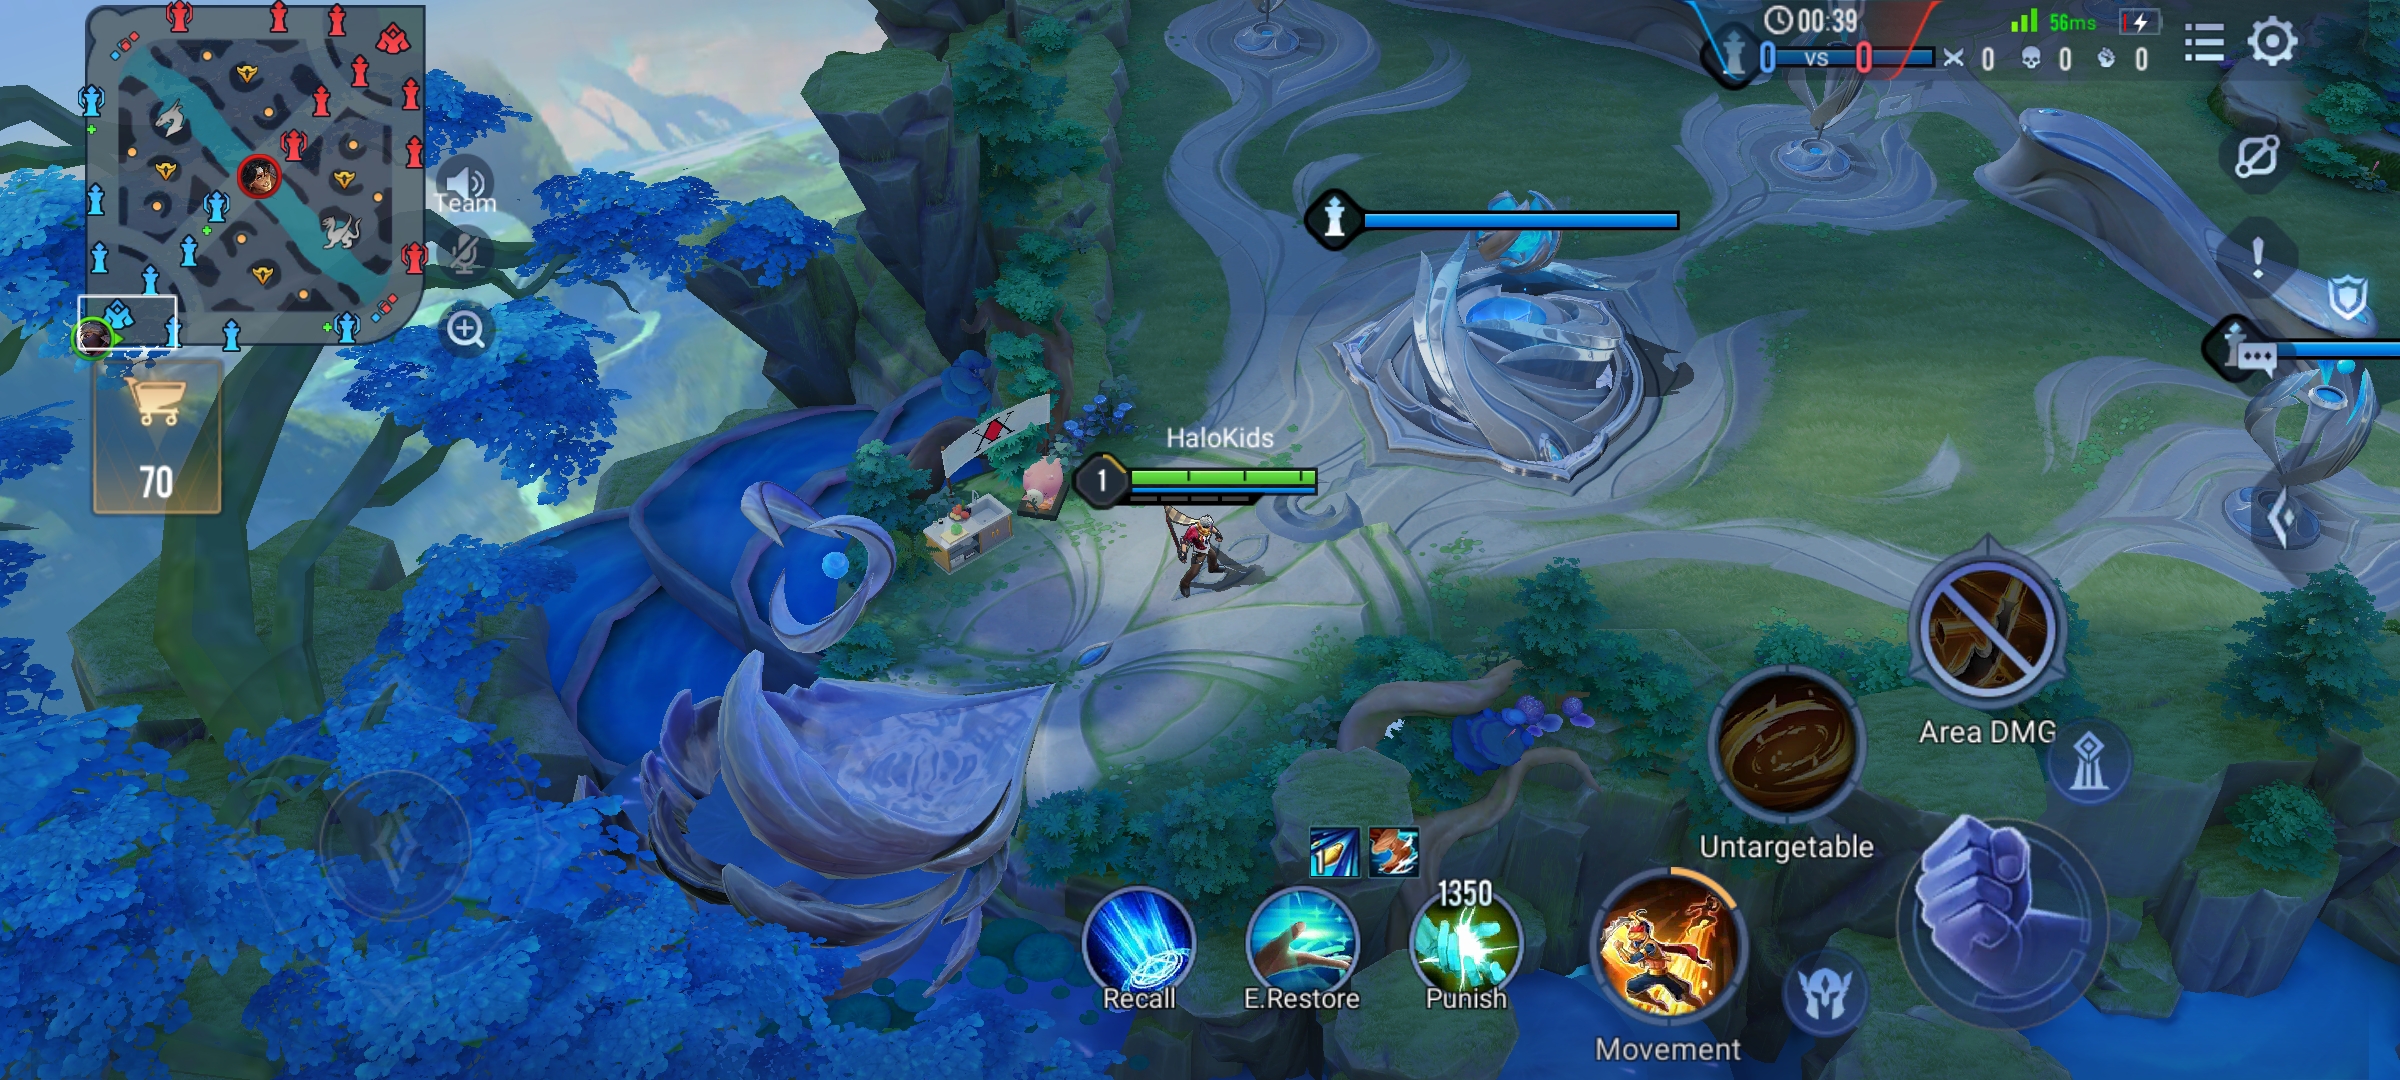 00:39
56ms
0 VS 0
0
0
0
Team
70
HaloKids
1
Area DMG
Untargetable
1
1350
Recall
E.Restore
Punish
Movement